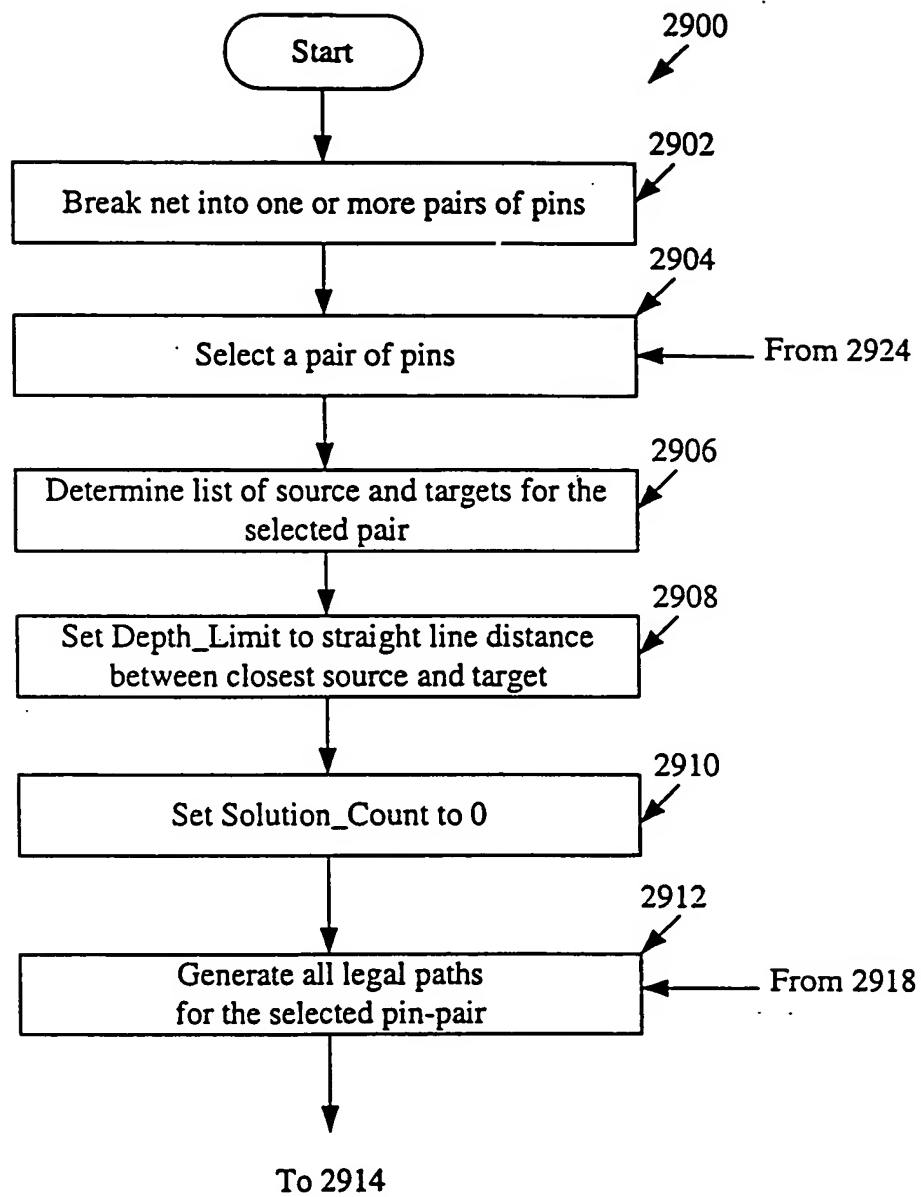 2900
Start
2902
Break net into one or more pairs of pins
2904
Select a pair of pins
From 2924
2906
Determine list of source and targets for the
selected pair
2908
Set Depth_Limit to straight line distance
between closest source and target
2910
Set Solution_Count to 0
2912
Generate all legal paths
for the selected pin-pair
From 2918
To 2914